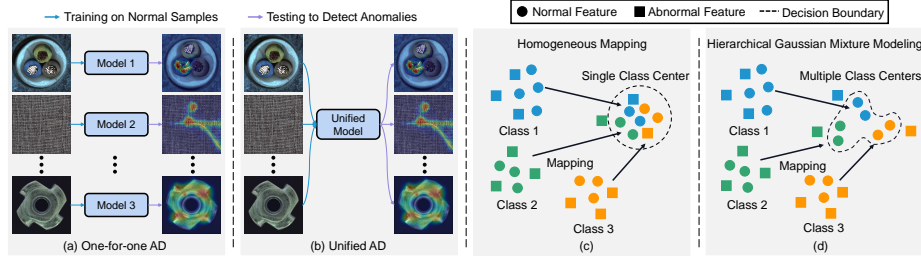 Training on Normal Samples
Testing to Detect Anomalies
Normal Feature
Abnormal Feature
Decision Boundary
Model 1
Model 2
Model 3
(a) One-for-one AD
Unified
Model
(b) Unified AD
Homogeneous Mapping
Single Class Center
Class 1
Mapping
Class 2
Class 3
(c)
Hierarchical Gaussian Mixture Modeling
Multiple Class Centers
Class 1
Mapping
Class 2
Class 3
(d)